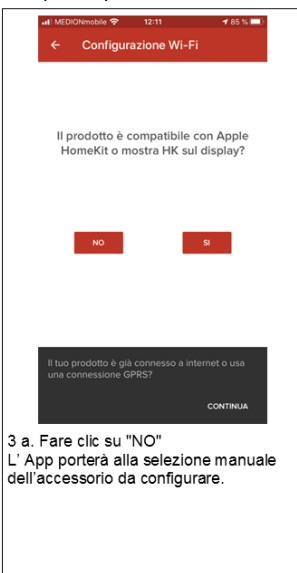 MEDIONmobile 12:11 85 %
Configurazione Wi-Fi
Il prodotto è compatibile con Apple
HomeKit o mostra HK sul display?
NO SI
Il tuo prodotto è già connesso a internet o usa
una connessione GPRS?
CONTINUA
3 a. Fare clic su "NO"
L' App porterà alla selezione manuale
dell'accessorio da configurare.